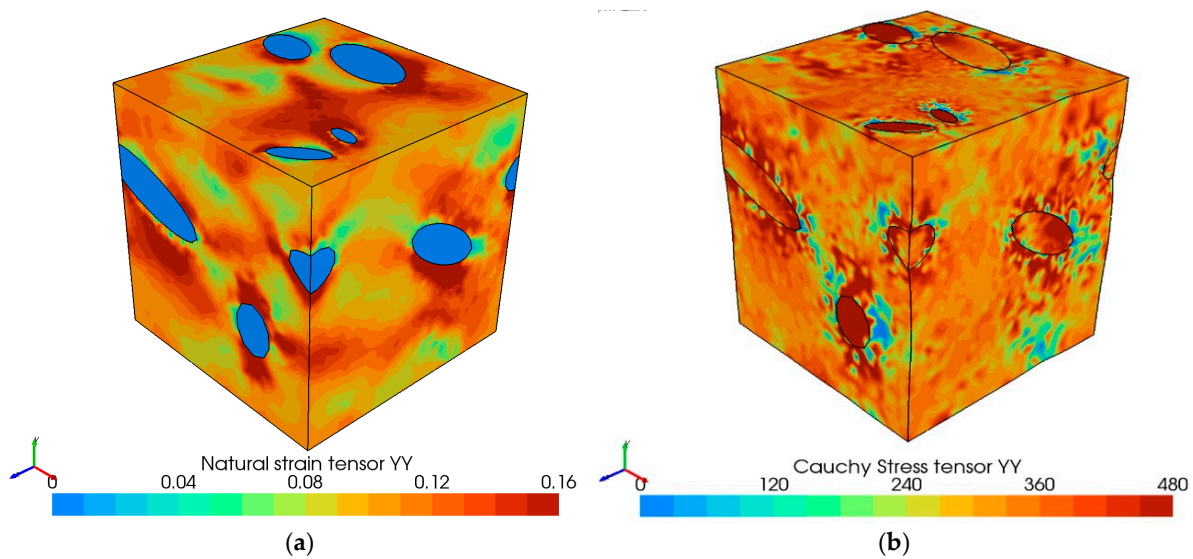 Natural strain tensor YY
0 0.04 0.08 0.12 0.16
(a)
Cauchy Stress tensor YY
0 120 240 360 480
(b)